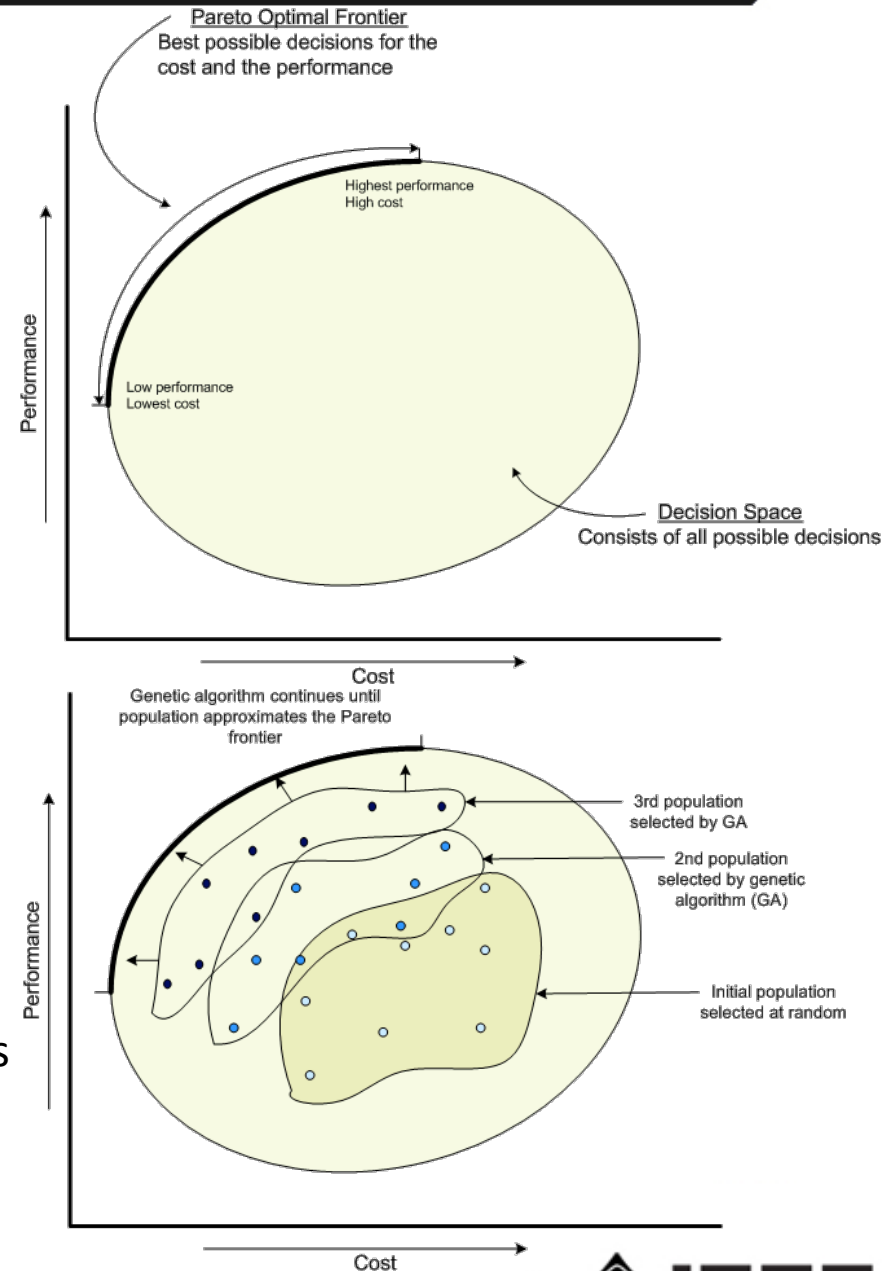 Pareto Optimal Frontier
Best possible decisions for the
cost and the performance
Highest performance
High cost
Performance
Low performance
Lowest cost
Decision Space
Consists of all possible decisions
Cost
Genetic algorithm continues until
population approximates the Pareto
frontier
3rd population
selected by GA
2nd population
selected by genetic
algorithm (GA)
Performance
Initial population
selected at random
s
Cost